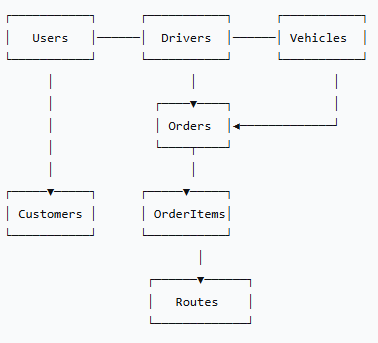 Users Drivers Vehicles
Orders
Customers OrderItems
Routes